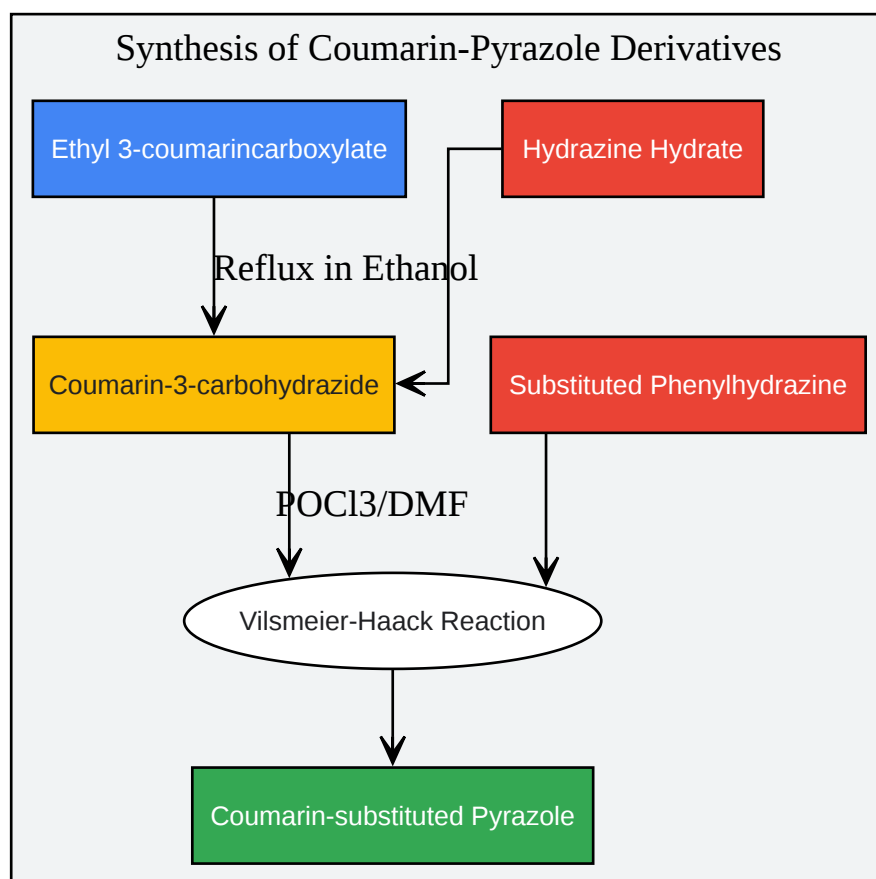 Synthesis of Coumarin-Pyrazole Derivatives
Ethyl 3-coumarincarboxylate
Hydrazine Hydrate
Reflux in Ethanol
Coumarin-3-carbohydrazide
Substituted Phenylhydrazine
POCl3/DMF
Vilsmeier-Haack Reaction
Coumarin-substituted Pyrazole